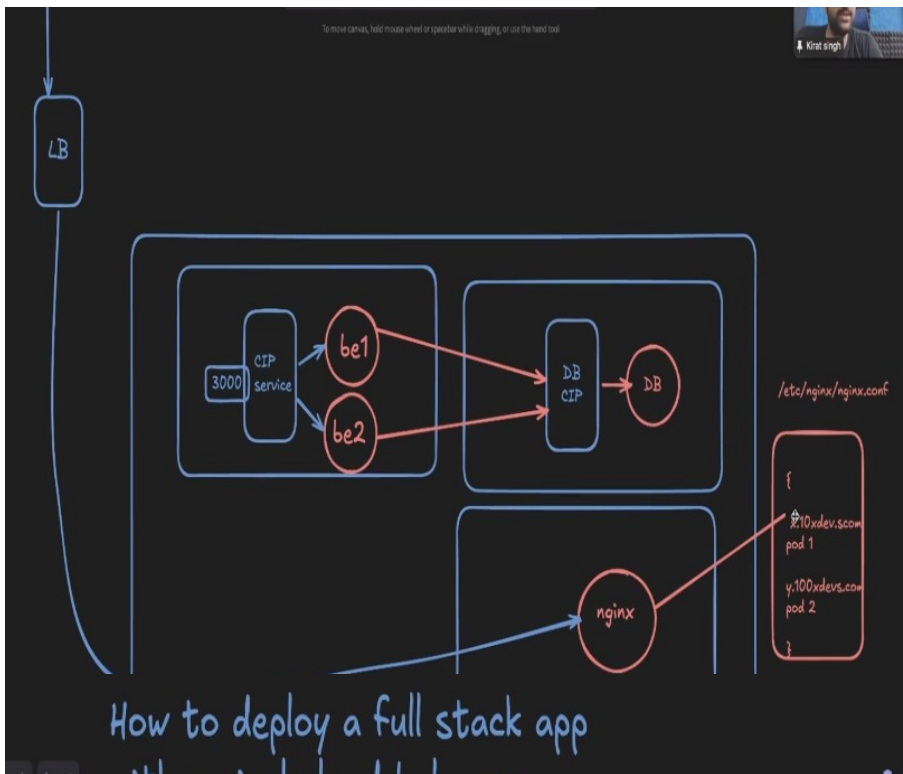 To move canvas, hold mouse wheel or spacebar while dragging, or use the hand tool
Kirat singh
LB
CIP
service
3000
be1
be2
DB
CIP
DB
/etc/nginx/nginx.conf
{
x.10xdev.scom
pod 1
y.100xdevs.com
pod 2
}
nginx
How to deploy a full stack app